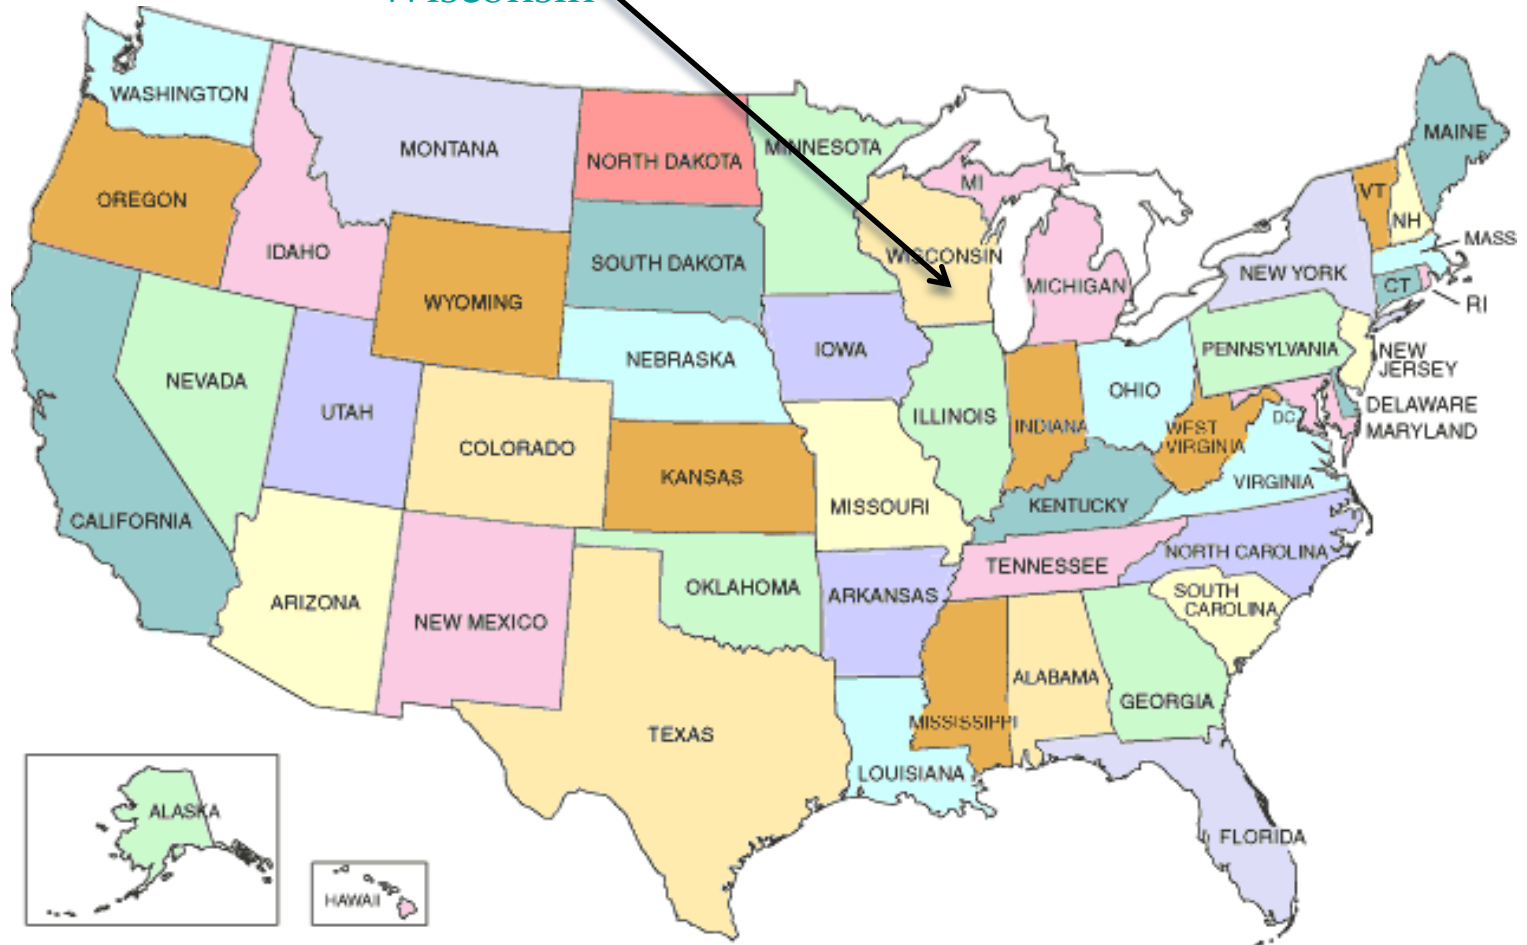 Wisconsin
WASHINGTON
MONTANA
NORTH DAKOTA
MINNESOTA
MAINE
OREGON
IDAHO
WYOMING
SOUTH DAKOTA
WISCONSIN
MI
MICHIGAN
VT
NH
MASS
NEW YORK
CT
RI
NEVADA
UTAH
COLORADO
NEBRASKA
IOWA
ILLINOIS
INDIANA
OHIO
PENNSYLVANIA
NEW
JERSEY
DELAWARE
MARYLAND
DC
WEST
VIRGINIA
VIRGINIA
CALIFORNIA
KANSAS
MISSOURI
KENTUCKY
ARIZONA
NEW MEXICO
OKLAHOMA
ARKANSAS
TENNESSEE
NORTH CAROLINA
SOUTH
CAROLINA
TEXAS
LOUISIANA
MISSISSIPPI
ALABAMA
GEORGIA
FLORIDA
ALASKA
HAWAII